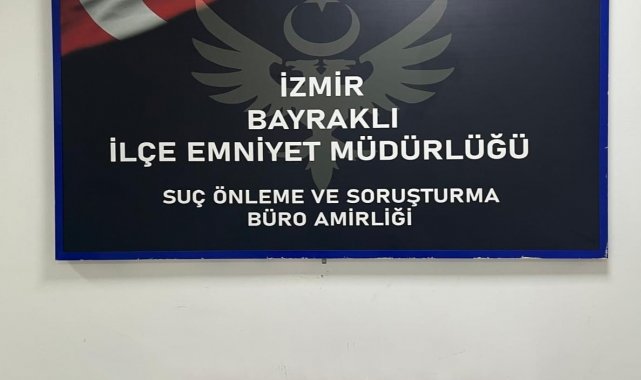 İZMİR
BAYRAKLI
İLÇE EMNİYET MÜDÜRLÜĞÜ
SUÇ ÖNLEME VE SORUŞTURMA
BÜRO AMİRLİĞİ